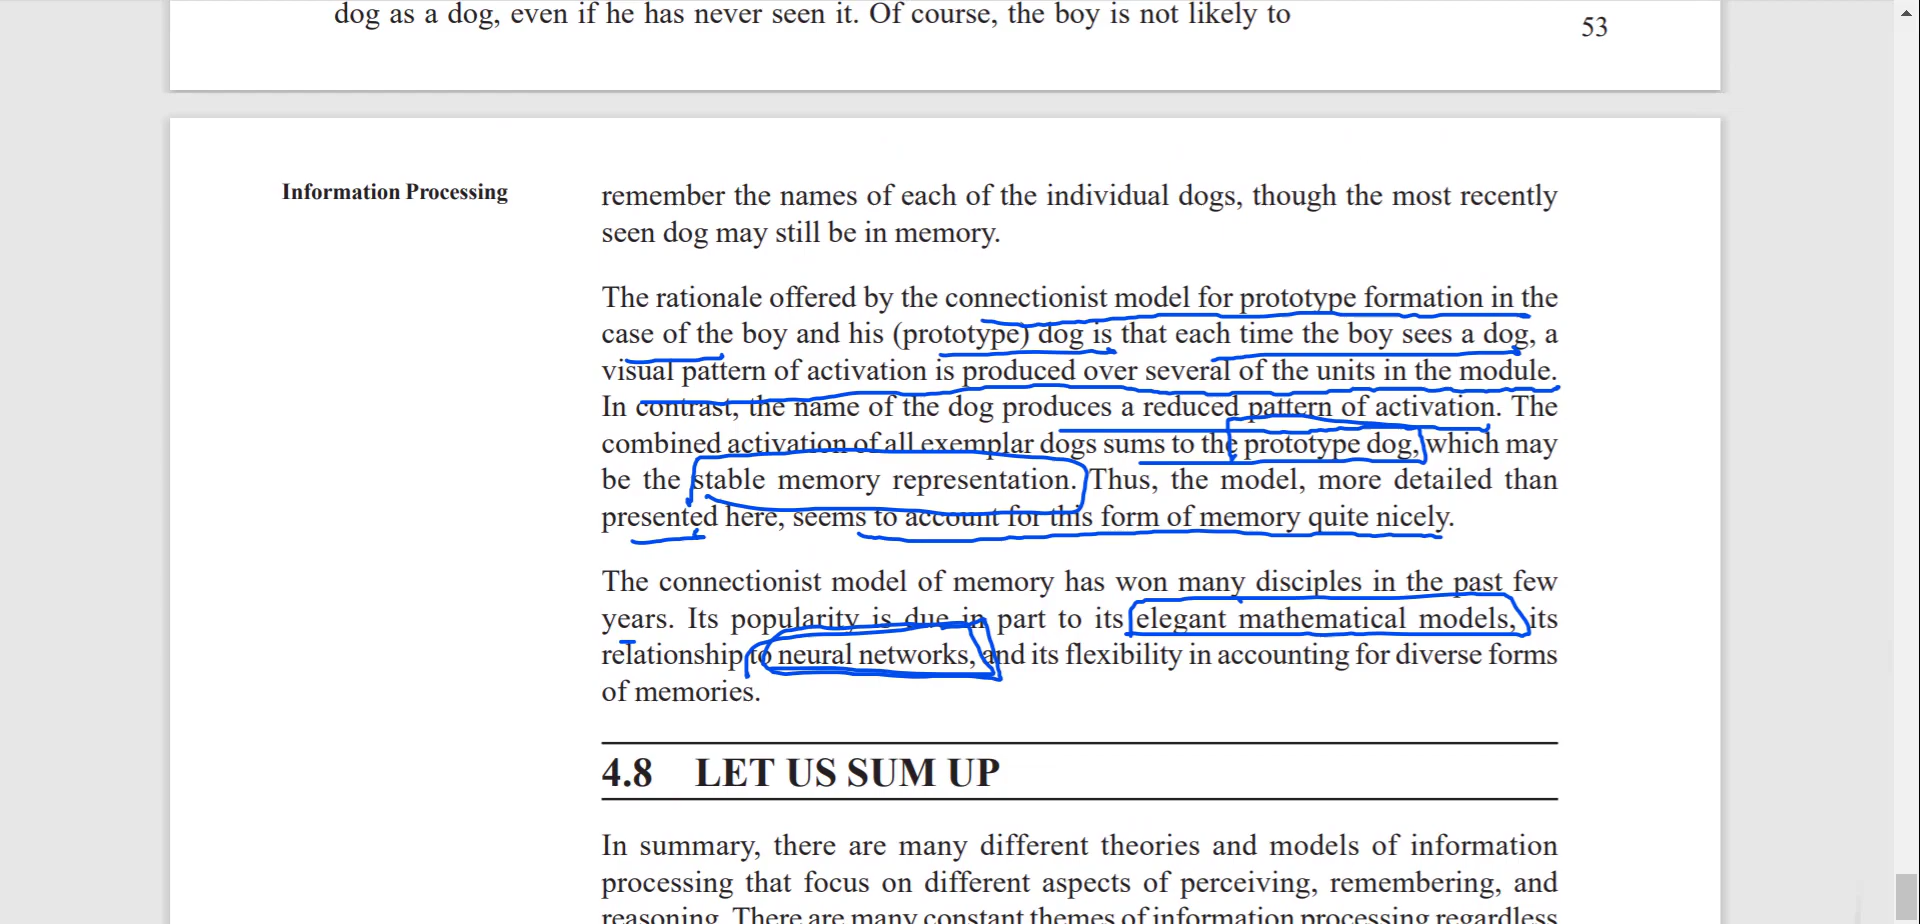 dog as a dog, even if he has never seen it. Of course, the boy is not likely to
53
Information Processing
remember the names of each of the individual dogs, though the most recently
seen dog may still be in memory.
The rationale offered by the connectionist model for prototype formation in the
case of the boy and his (prototype) dog is that each time the boy sees a dog, a
visual pattern of activation is produced over several of the units in the module.
In contrast, the name of the dog produces a reduced pattern of activation. The
combined activation of all exemplar dogs sums to the prototype dog, which may
be the stable memory representation. Thus, the model, more detailed than
presented here, seems to account for this form of memory quite nicely.
The connectionist model of memory has won many disciples in the past few
years. Its popularity is due in part to its elegant mathematical models, its
relationship to neural networks, and its flexibility in accounting for diverse forms
of memories.
4.8 LET US SUM UP
In summary, there are many different theories and models of information
processing that focus on different aspects of perceiving, remembering, and
reasoning. There are many constant themes of information processing regardless